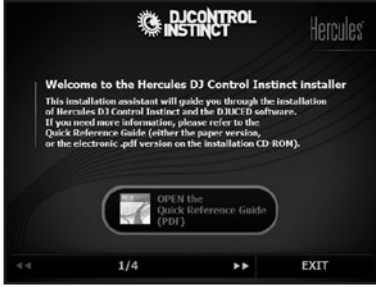 DJCONTROL
INSTINCT
Hercules
Welcome to the Hercules DJ Control Instinct installer
This installation assistant will guide you through the installation
of Hercules DJ Control Instinct and the DJUCED software.
If you need more information, please refer to the
Quick Reference Guide (either the paper version,
or the electronic .pdf version on the installation CD-ROM).
PDF
OPEN the
Quick Reference Guide
(PDF)
1/4
EXIT